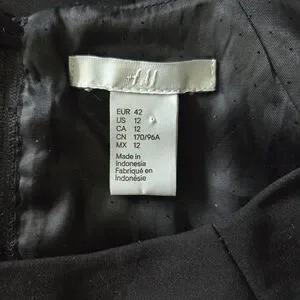 H&M
EUR 42
US 12
CA 12
CN 170/96A
MX 12
Made in
Indonesia
Fabriqué en
Indonésie